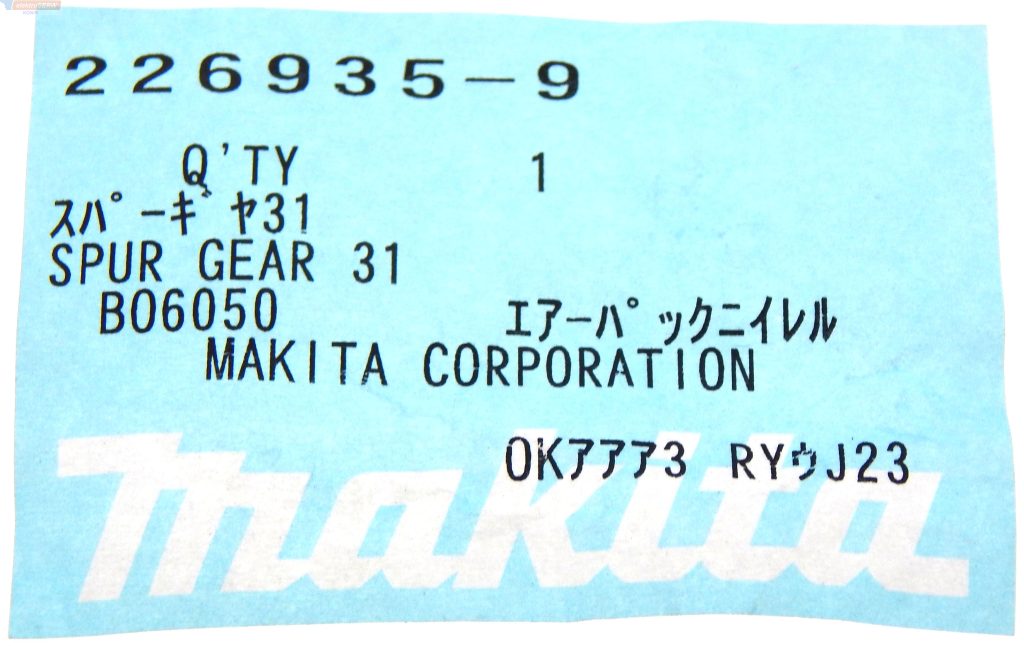 226935-9
Q'TY 1
スパーギヤ31
SPUR GEAR 31
BO6050 エアーパックニイレル
MAKITA CORPORATION
OKアアア3 RYウJ23
makita